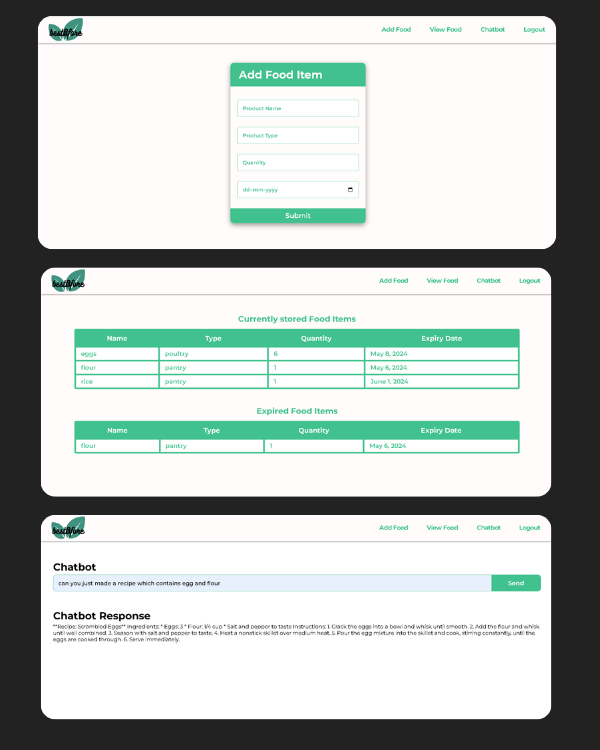 bestBfore
Add Food View Food Chatbot Logout
Add Food Item
Product Name
Product Type
Quantity
dd-mm-yyyy
Submit
bestBfore
Add Food View Food Chatbot Logout
Currently stored Food Items
Name Type Quantity Expiry Date
eggs poultry 6 May 8, 2024
flour pantry 1 May 6, 2024
rice pantry 1 June 1, 2024
Expired Food Items
Name Type Quantity Expiry Date
flour pantry 1 May 6, 2024
bestBfore
Add Food View Food Chatbot Logout
Chatbot
can you just made a recipe which contains egg and flour Send
Chatbot Response
**Recipe: Scrambled Eggs** Ingredients: * Eggs: 3 * Flour: 1/4 cup * Salt and pepper to taste Instructions: 1. Crack the eggs into a bowl and whisk until smooth. 2. Add the flour and whisk
until well combined. 3. Season with salt and pepper to taste. 4. Heat a nonstick skillet over medium heat. 5. Pour the egg mixture into the skillet and cook, stirring constantly, until the
eggs are cooked through. 6. Serve immediately.